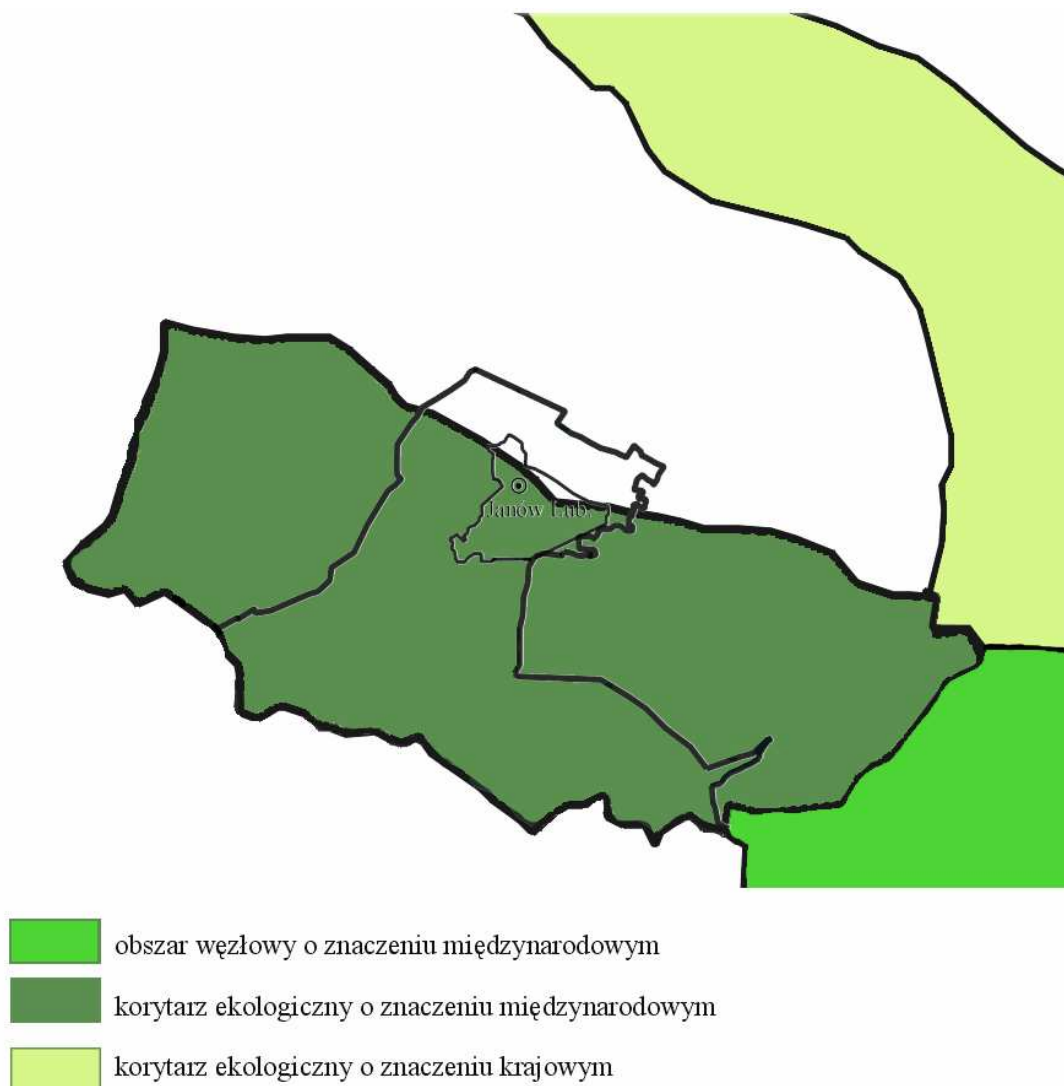 Janów Lub.
obszar węzłowy o znaczeniu międzynarodowym
korytarz ekologiczny o znaczeniu międzynarodowym
korytarz ekologiczny o znaczeniu krajowym